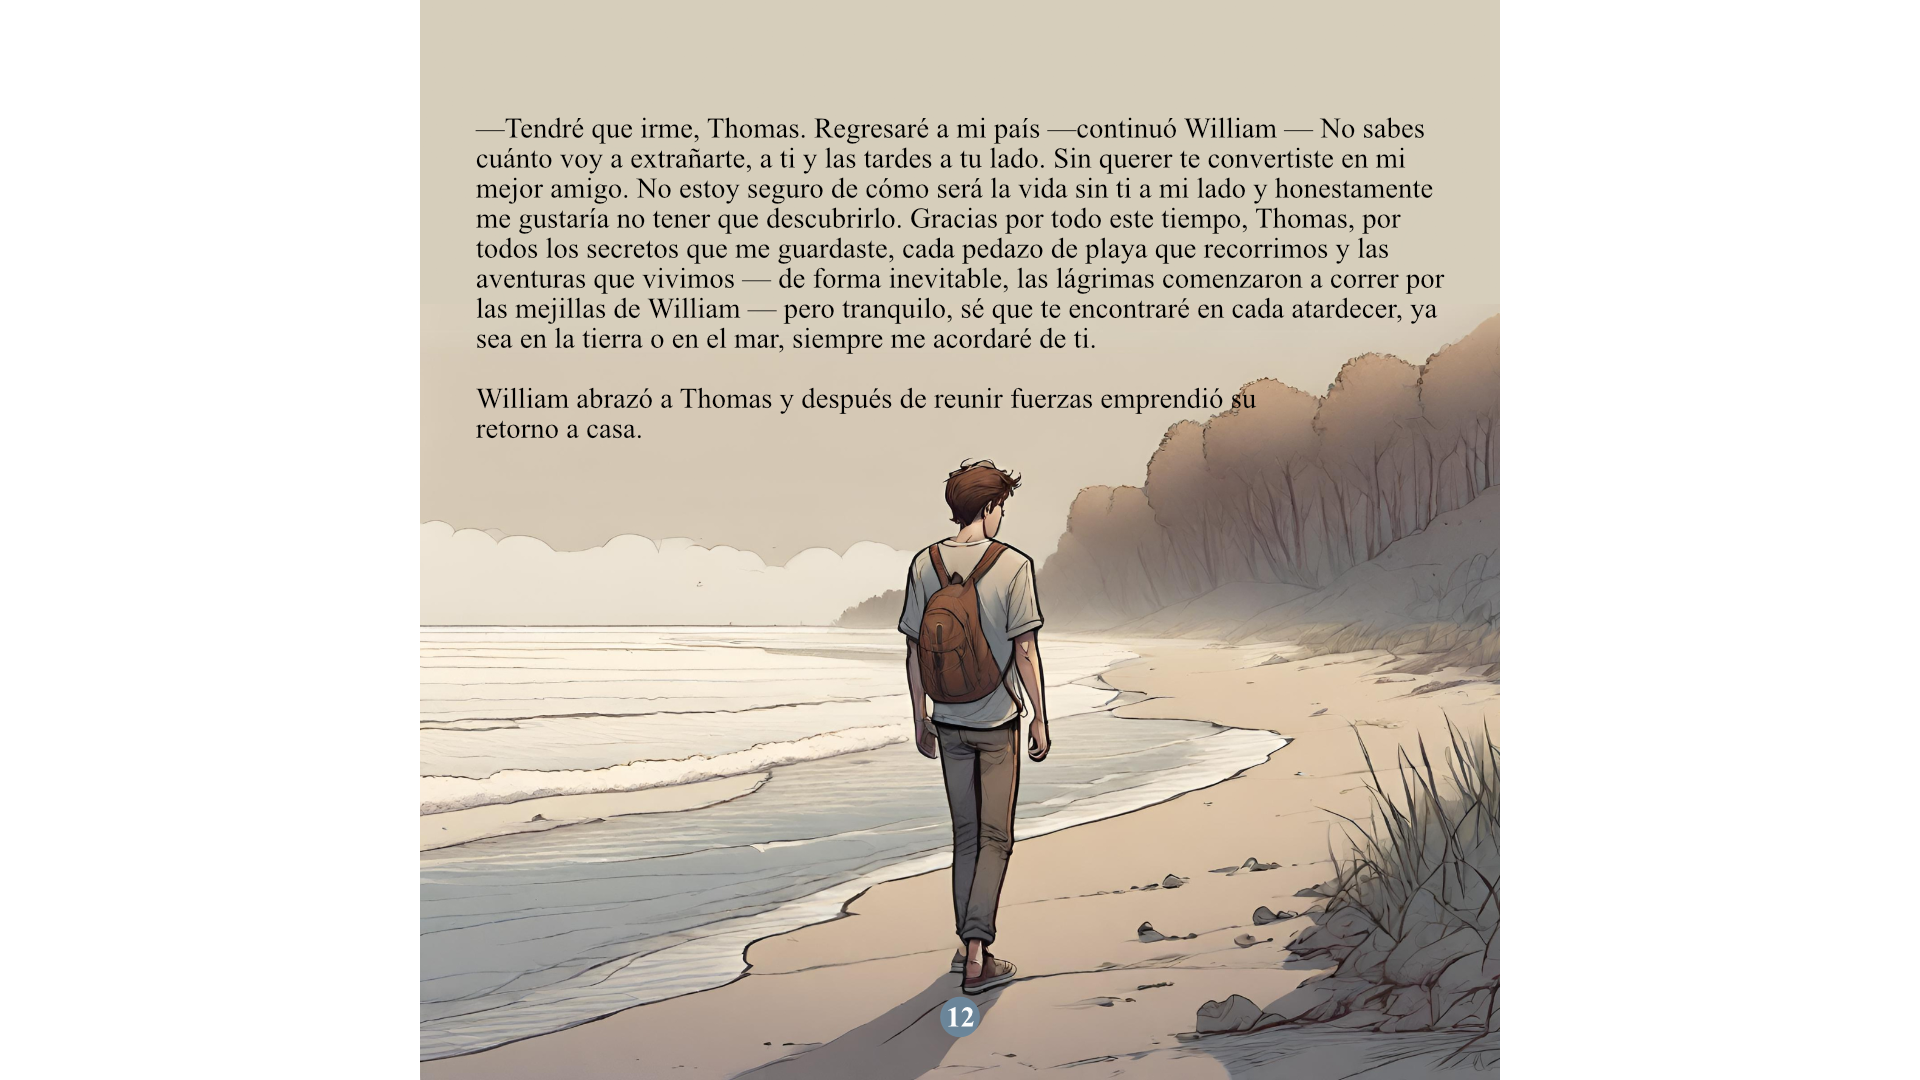 —Tendré que irme, Thomas. Regresaré a mi país —continuó William — No sabes
cuánto voy a extrañarte, a ti y las tardes a tu lado. Sin querer te convertiste en mi
mejor amigo. No estoy seguro de cómo será la vida sin ti a mi lado y honestamente
me gustaría no tener que descubrirlo. Gracias por todo este tiempo, Thomas, por
todos los secretos que me guardaste, cada pedazo de playa que recorrimos y las
aventuras que vivimos — de forma inevitable, las lágrimas comenzaron a correr por
las mejillas de William — pero tranquilo, sé que te encontraré en cada atardecer, ya
sea en la tierra o en el mar, siempre me acordaré de ti.
William abrazó a Thomas y después de reunir fuerzas emprendió su
retorno a casa.
12